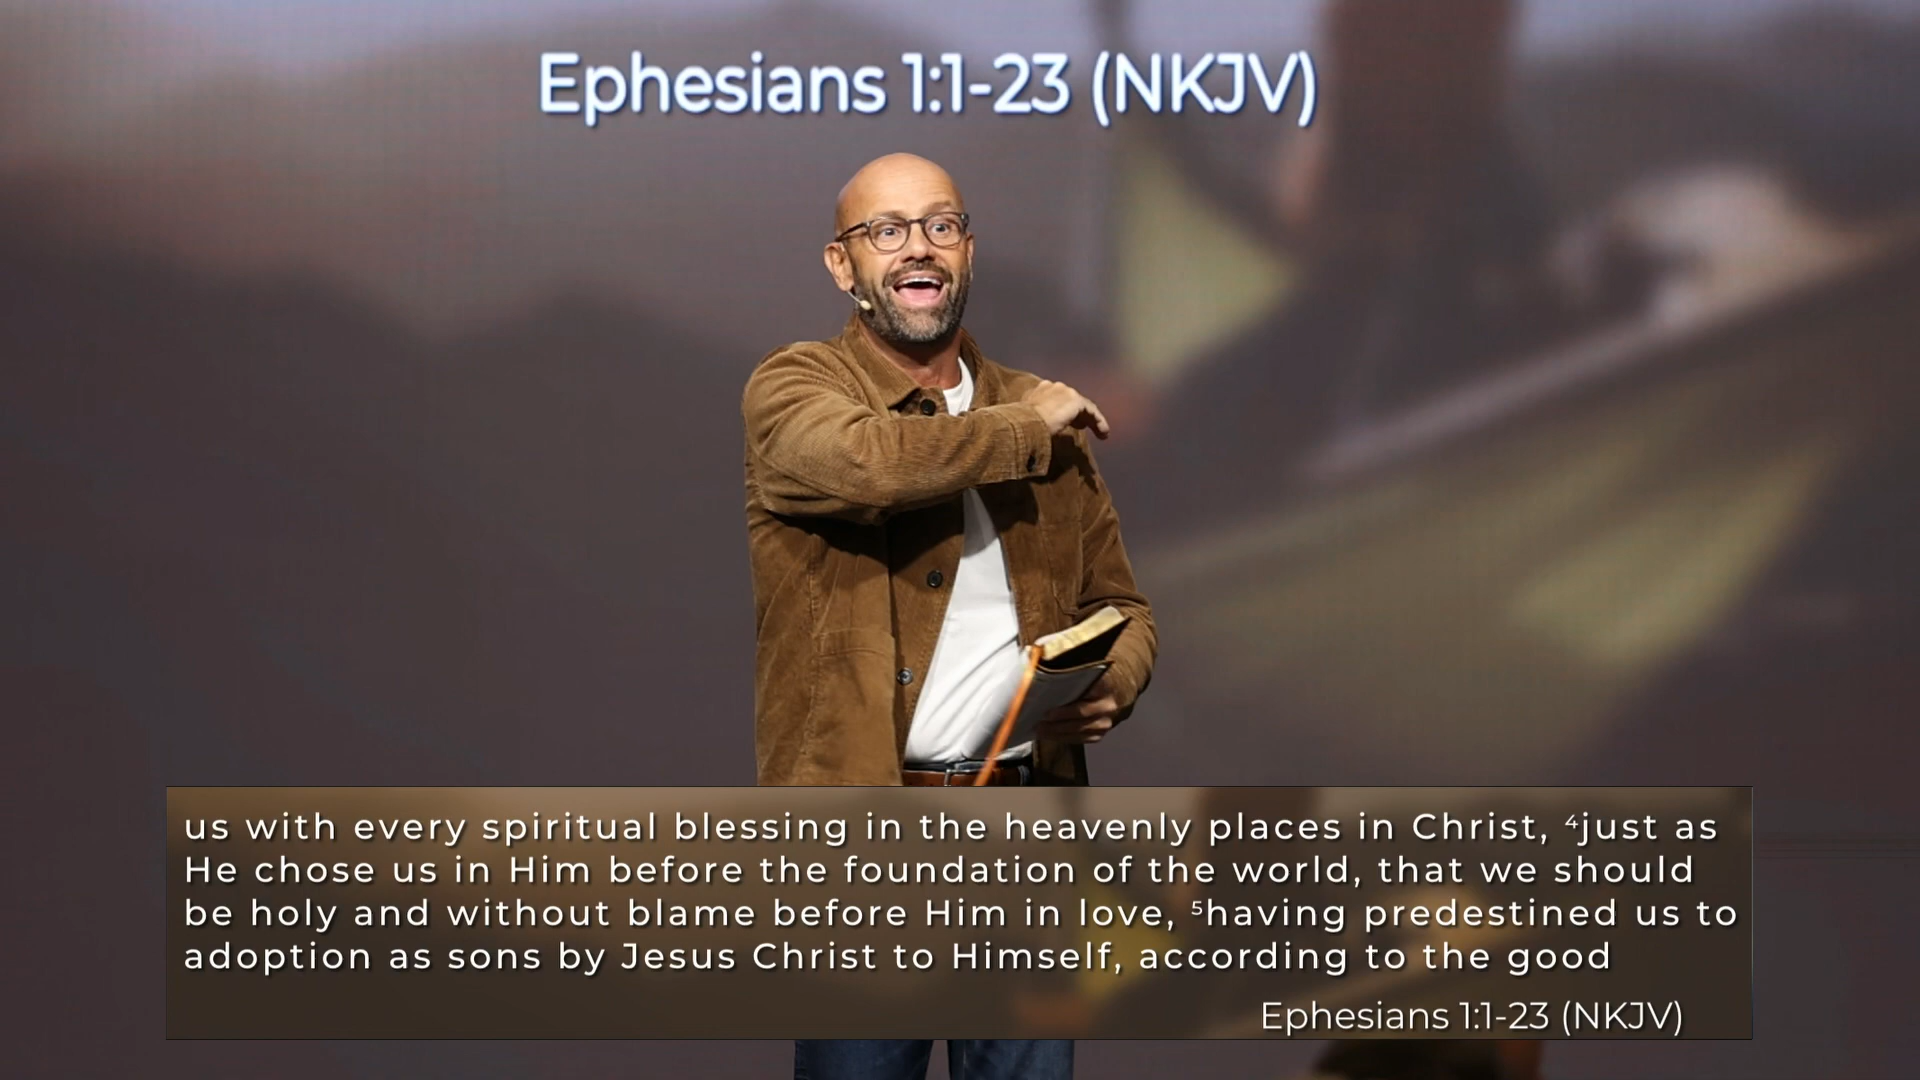 Ephesians 1:1-23 (NKJV)
us with every spiritual blessing in the heavenly places in Christ, ⁴just as
He chose us in Him before the foundation of the world, that we should
be holy and without blame before Him in love, ⁵having predestined us to
adoption as sons by Jesus Christ to Himself, according to the good
Ephesians 1:1-23 (NKJV)